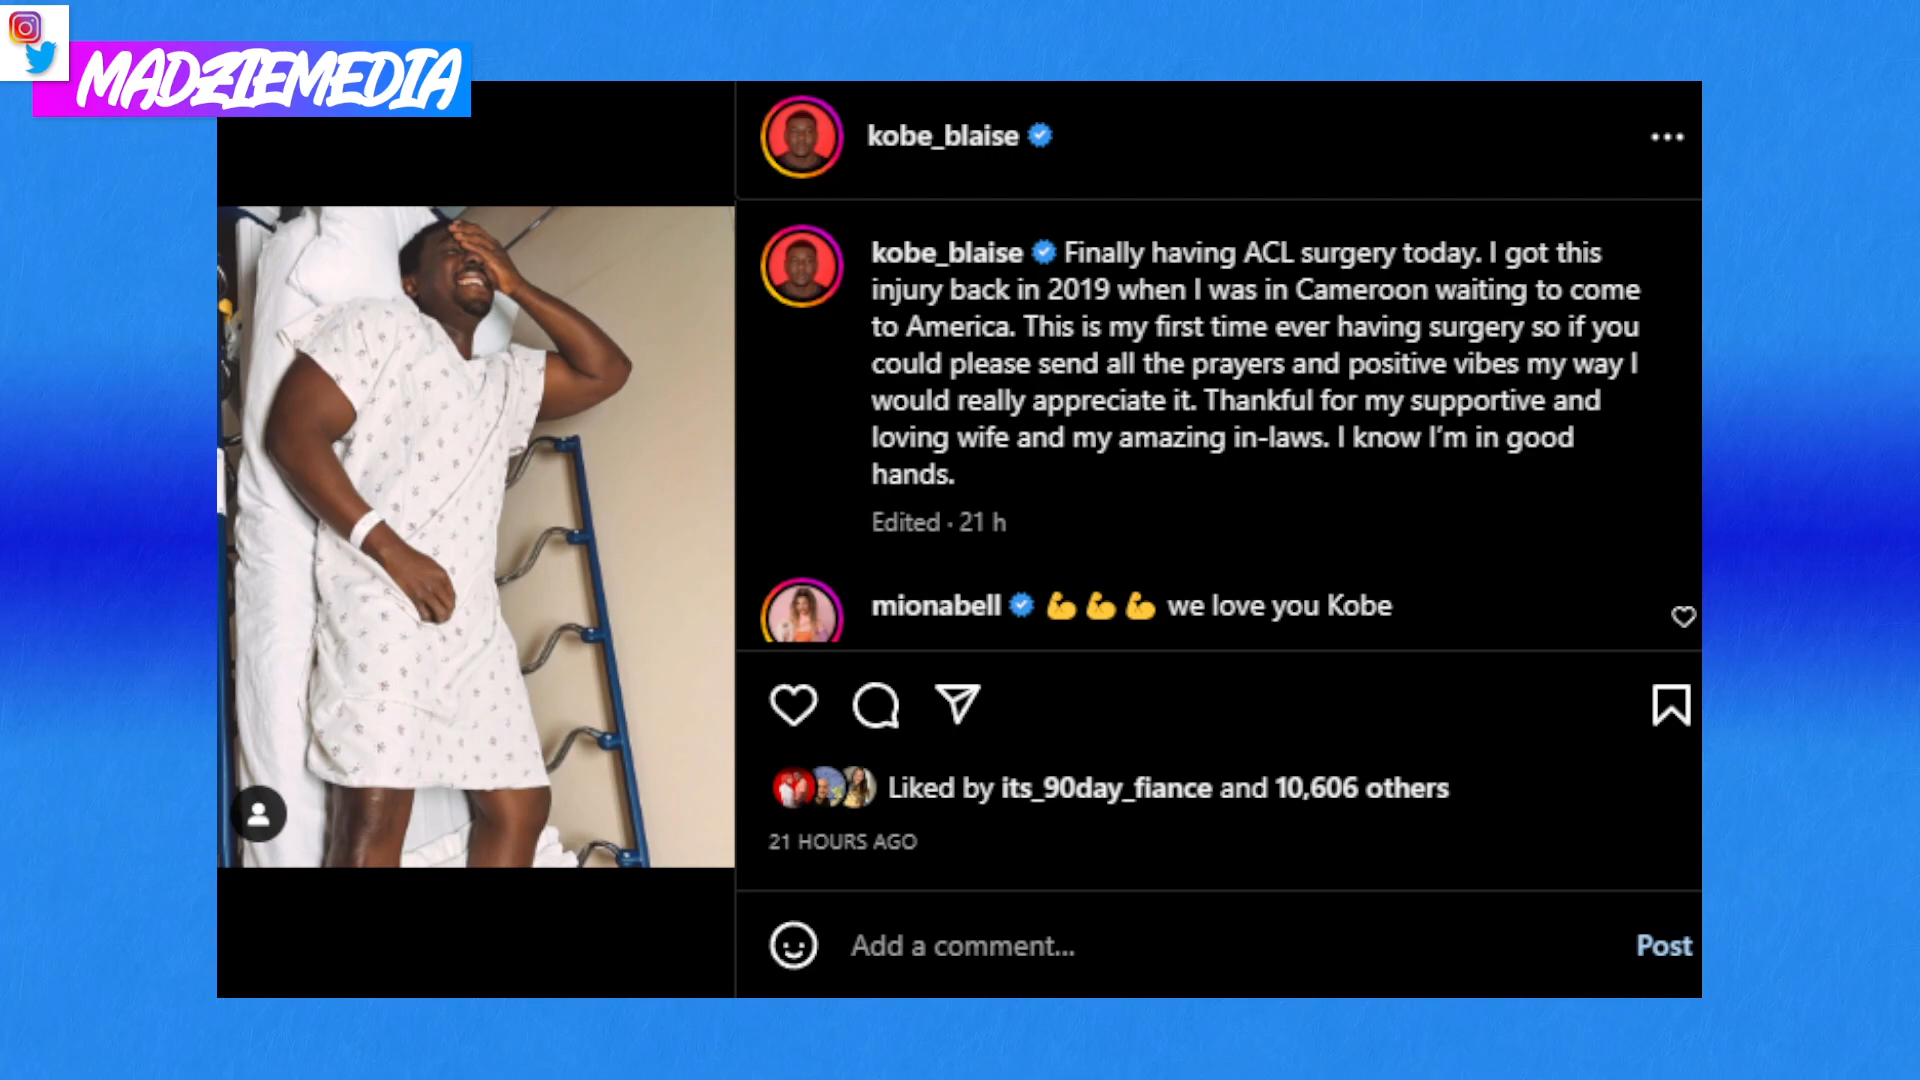 MADZIEMEDIA
kobe_blaise
kobe_blaise Finally having ACL surgery today. I got this
injury back in 2019 when I was in Cameroon waiting to come
to America. This is my first time ever having surgery so if you
could please send all the prayers and positive vibes my way I
would really appreciate it. Thankful for my supportive and
loving wife and my amazing in-laws. I know I’m in good
hands.
Edited · 21 h
mionabell 💪💪💪 we love you Kobe
Liked by its_90day_fiance and 10,606 others
21 HOURS AGO
Add a comment...
Post